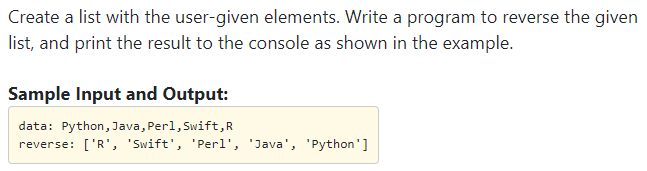 Create a list with the user-given elements. Write a program to reverse the given
list, and print the result to the console as shown in the example.
Sample Input and Output:
data: Python,Java,Perl,Swift,R
reverse: ['R', 'Swift', 'Perl', 'Java', 'Python']